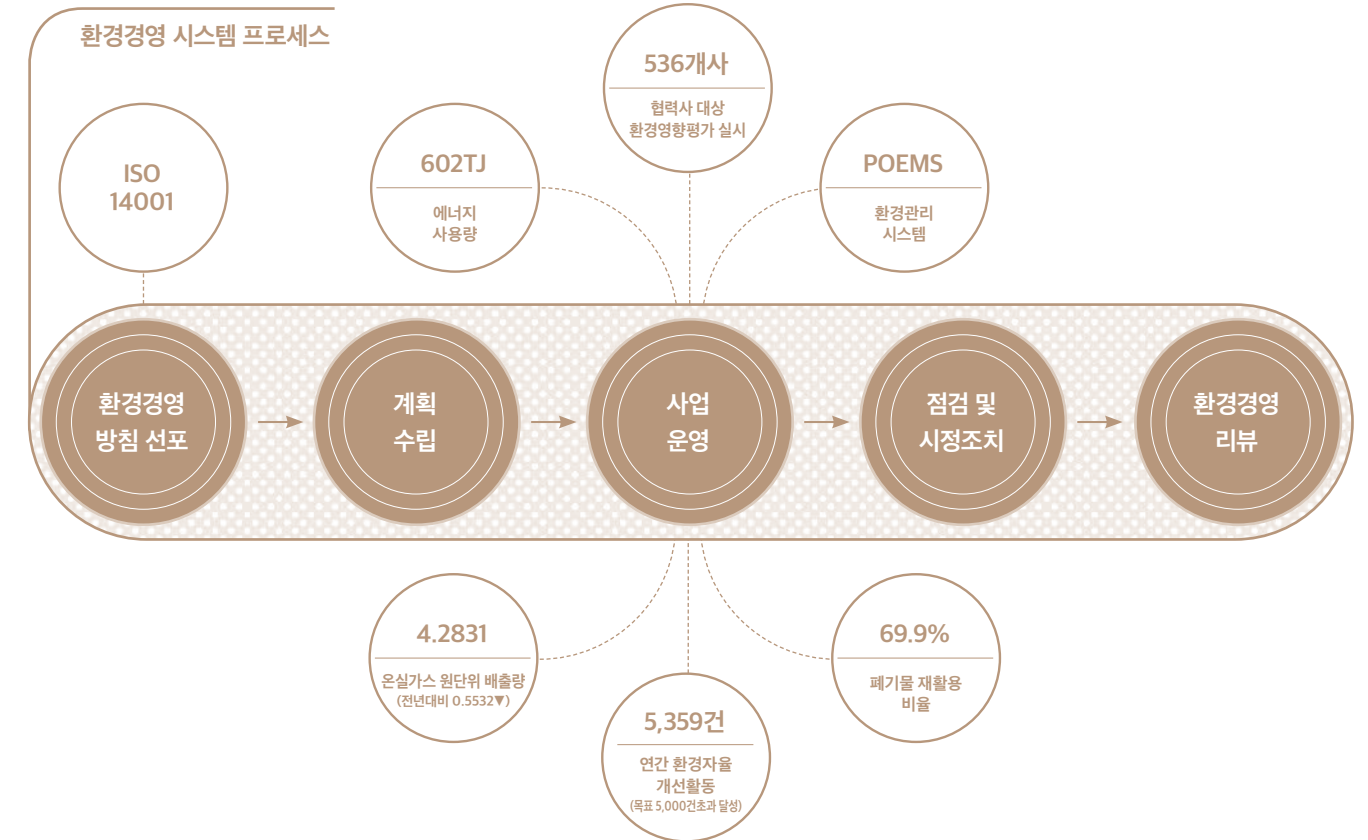 환경경영 시스템 프로세스
ISO
14001
602TJ
에너지
사용량
536개사
협력사 대상
환경영향평가 실시
POEMS
환경관리
시스템
환경경영
방침 선포
계획
수립
사업
운영
점검 및
시정조치
환경경영
리뷰
4.2831
온실가스 원단위 배출량
(전년대비 0.5532▼)
5,359건
연간 환경자율
개선활동
(목표 5,000건초과 달성)
69.9%
폐기물 재활용
비율